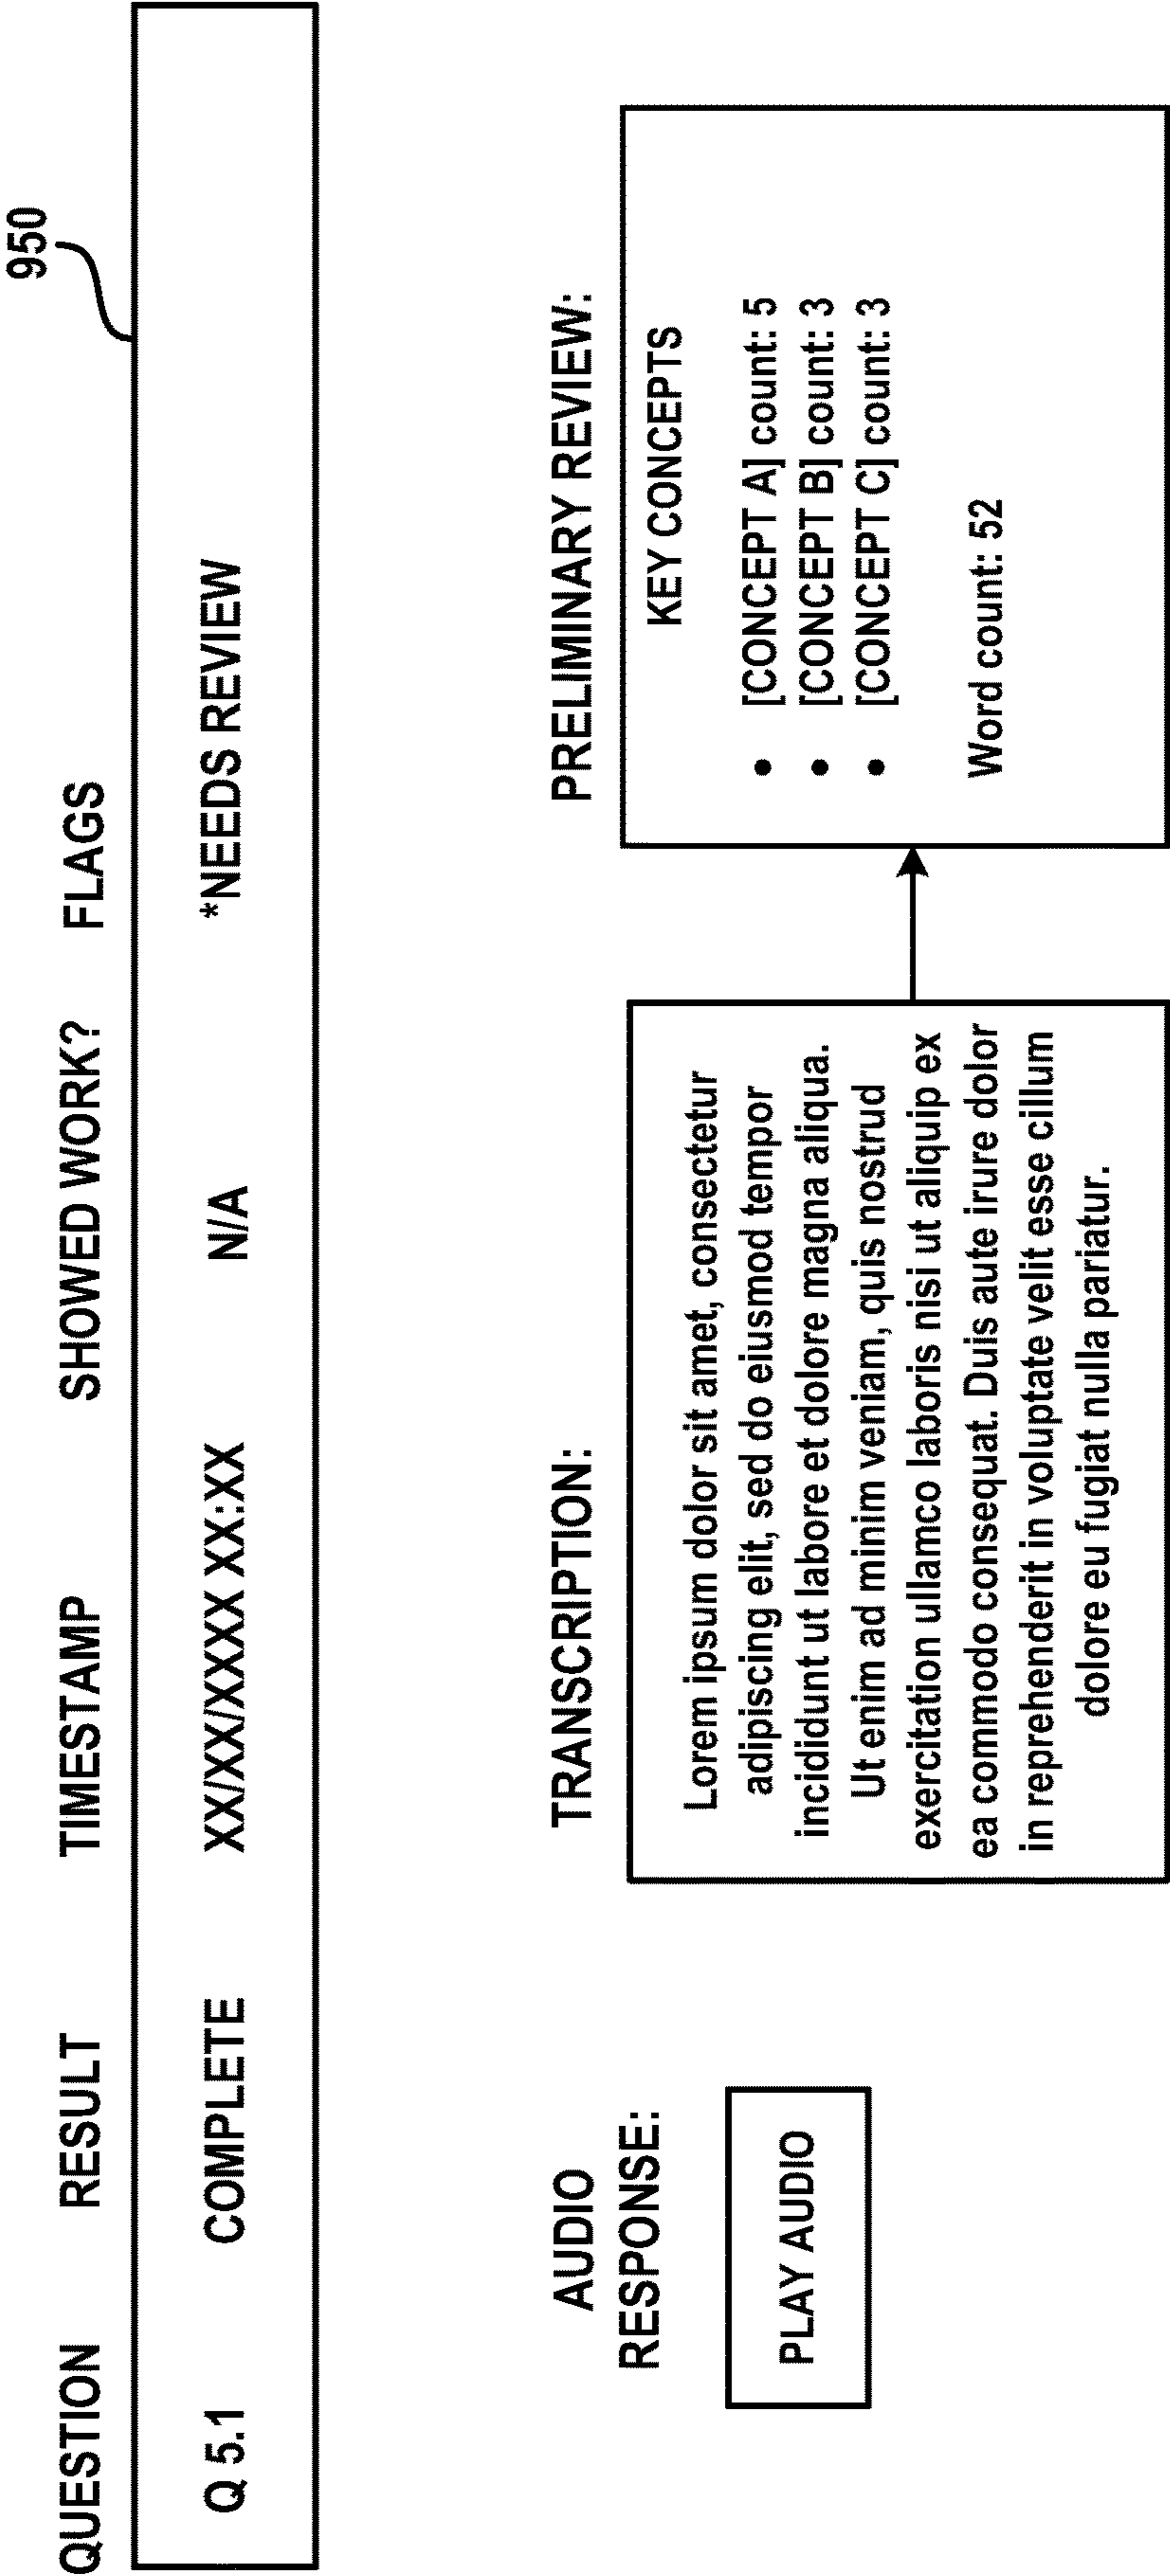 950
QUESTION RESULT TIMESTAMP SHOWED WORK? FLAGS
Q 5.1 COMPLETE XX/XX/XXXX XX:XX N/A *NEEDS REVIEW
AUDIO
RESPONSE:
PLAY AUDIO
TRANSCRIPTION:
Lorem ipsum dolor sit amet, consectetur
adipiscing elit, sed do eiusmod tempor
incididunt ut labore et dolore magna aliqua.
Ut enim ad minim veniam, quis nostrud
exercitation ullamco laboris nisi ut aliquip ex
ea commodo consequat. Duis aute irure dolor
in reprehenderit in voluptate velit esse cillum
dolore eu fugiat nulla pariatur.
PRELIMINARY REVIEW:
KEY CONCEPTS
• [CONCEPT A] count: 5
• [CONCEPT B] count: 3
• [CONCEPT C] count: 3
Word count: 52